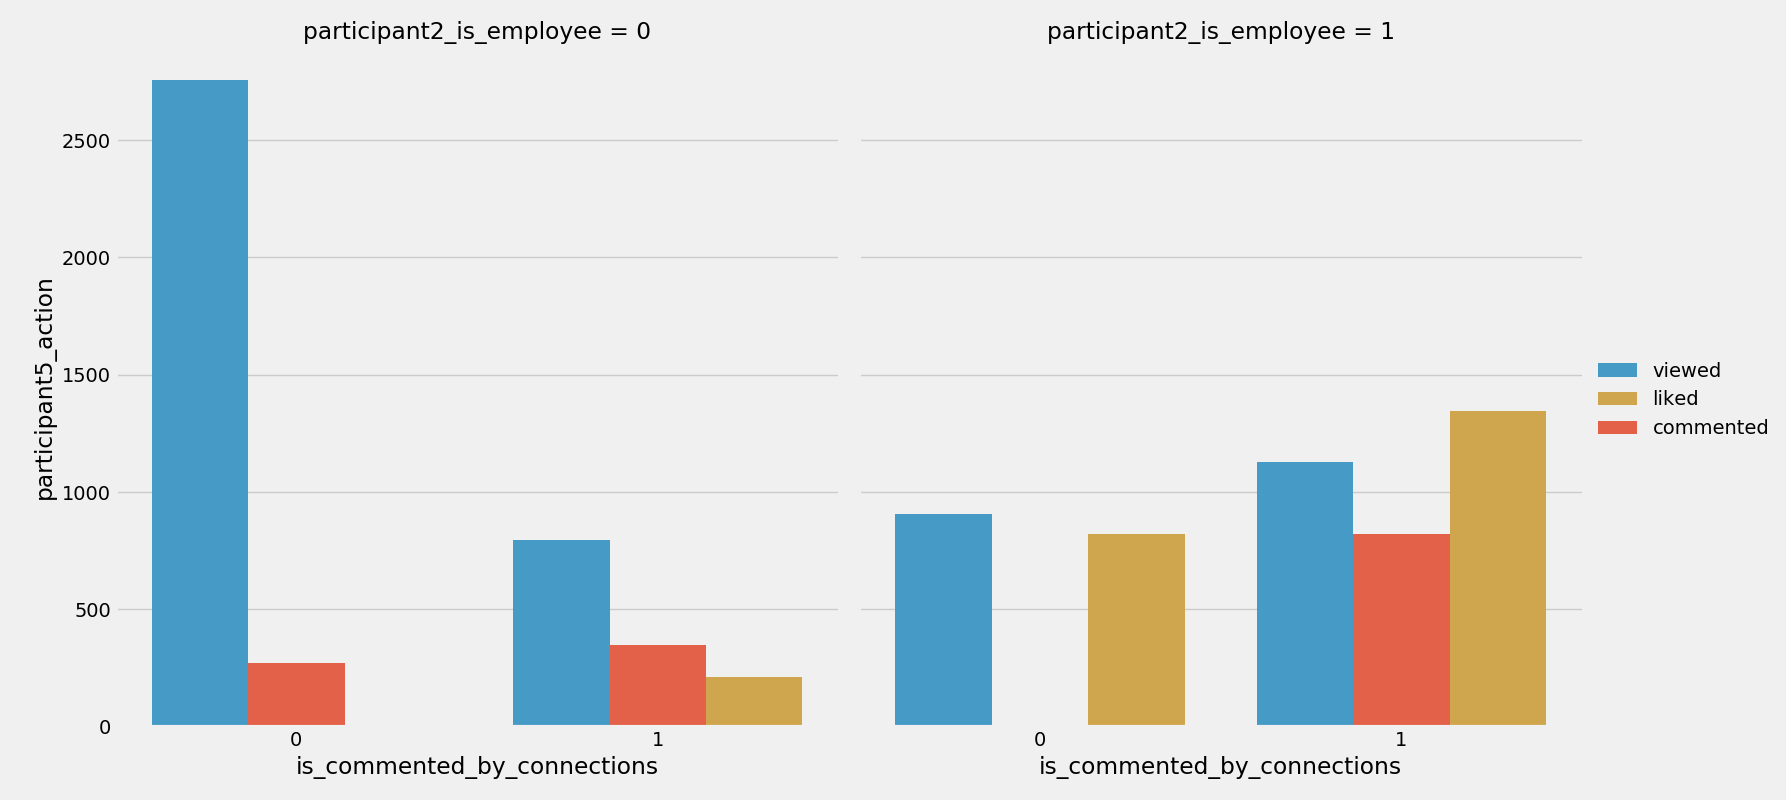 participant2_is_employee = 0
participant2_is_employee = 1
participant5_action
2500
2000
1500
1000
500
0
0
1
0
1
is_commented_by_connections
is_commented_by_connections
viewed
liked
commented